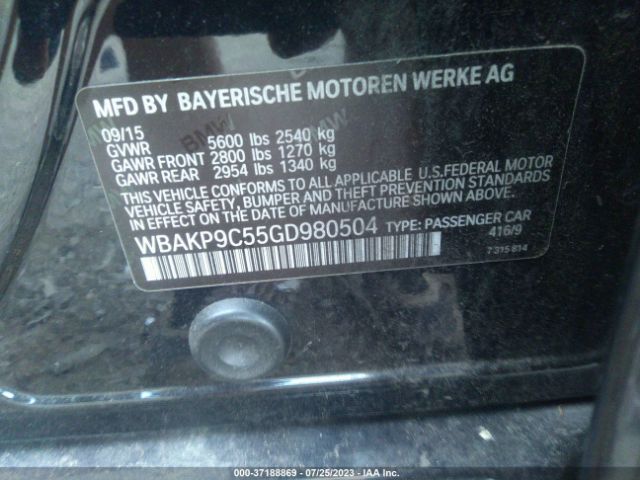 MFD BY BAYERISCHE MOTOREN WERKE AG
09/15
GVWR 5600 lbs 2540 kg
GAWR FRONT 2800 lbs 1270 kg
GAWR REAR 2954 lbs 1340 kg
THIS VEHICLE CONFORMS TO ALL APPLICABLE U.S.FEDERAL MOTOR
VEHICLE SAFETY, BUMPER AND THEFT PREVENTION STANDARDS
IN EFFECT ON THE DATE OF MANUFACTURE SHOWN ABOVE.
WBAKP9C55GD980504 TYPE: PASSENGER CAR
416/9
7 315 814
BMW
BMW
BMW
000-37188869 - 07/25/2023 - IAA Inc.